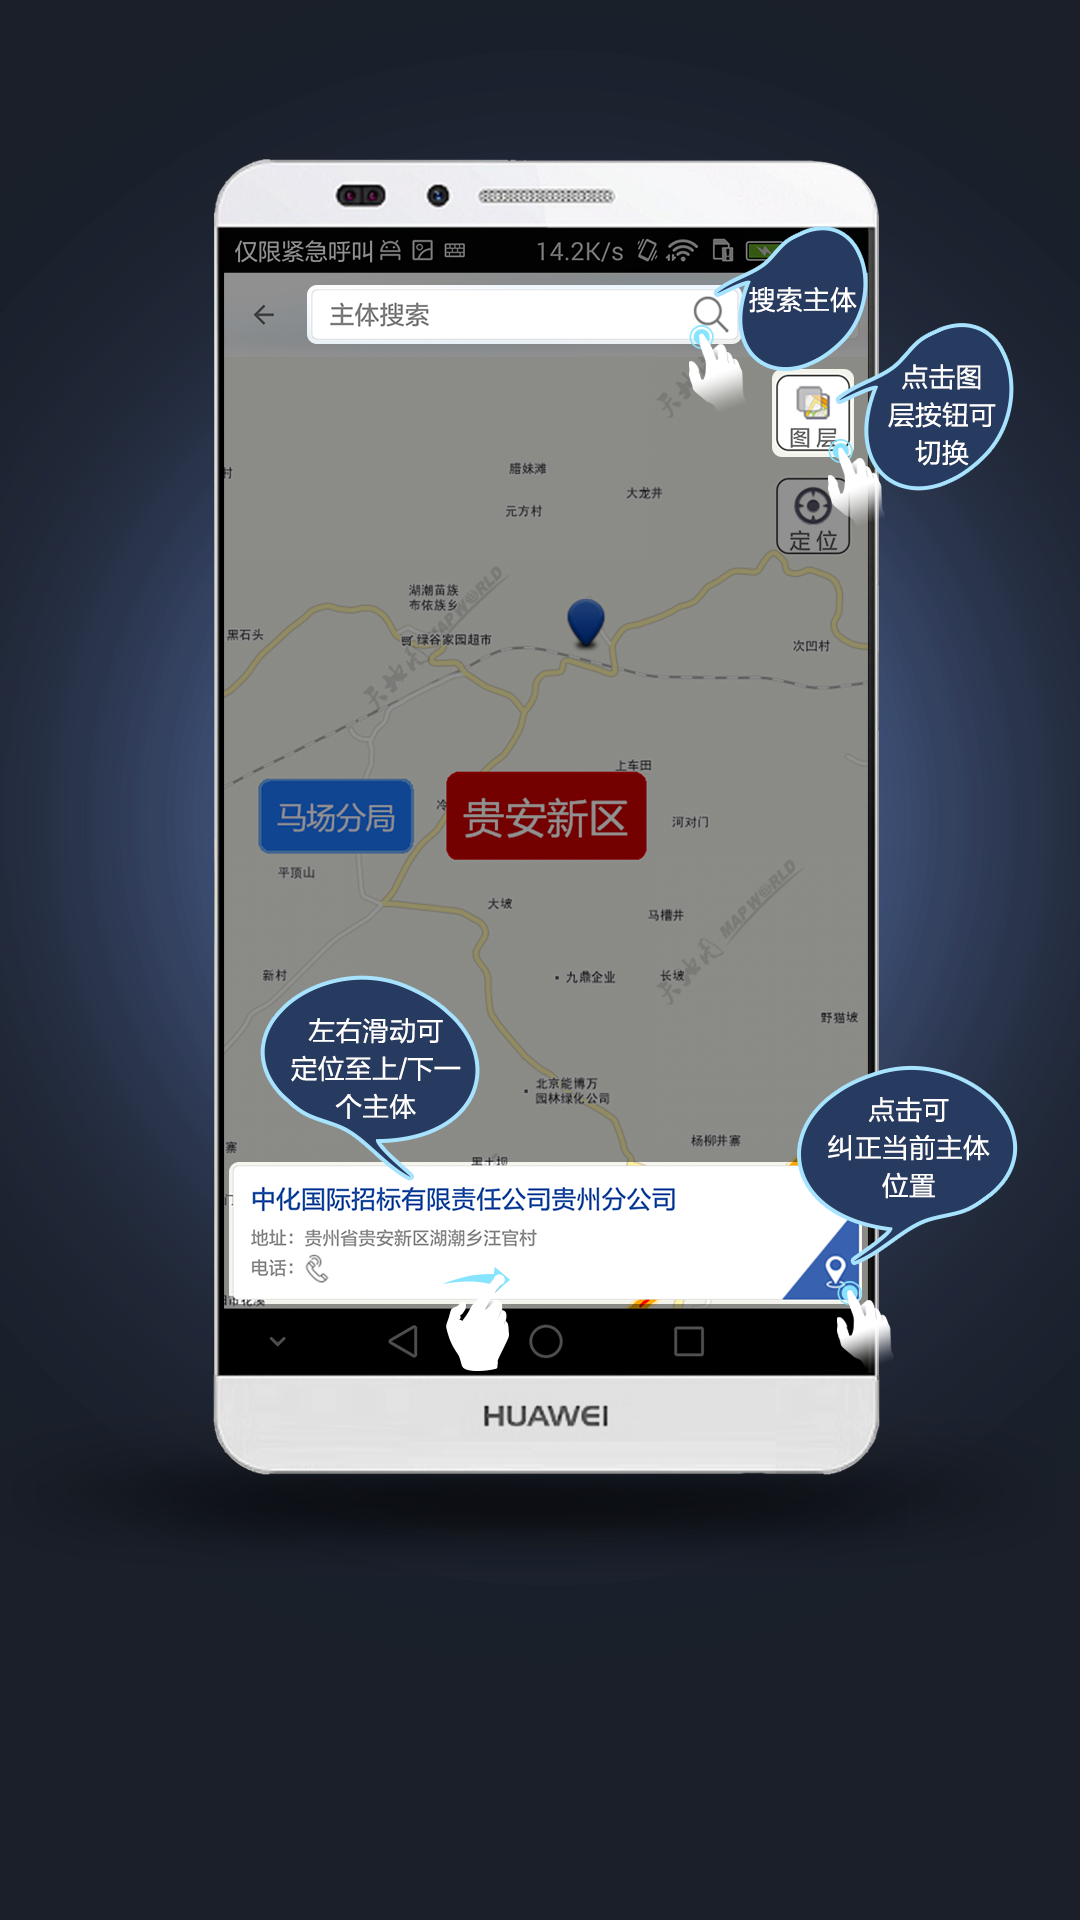 仅限紧急呼叫
14.2K/s
主体搜索
搜索主体
点击图
层按钮可
切换
图层
定位
村
腊妹滩
大龙井
元方村
湖潮苗族
布依族乡
MAPWORLD
天地图
黑石头
绿谷家园超市
次凹村
上车田
马场分局
冷
贵安新区
河对门
平顶山
大坡
马槽井
MAPWORLD
天地图
新村
九鼎企业
长坡
野猫坡
左右滑动可
定位至上/下一
个主体
北京能博万
园林绿化公司
点击可
纠正当前主体
位置
寨
杨柳井寨
中化国际招标有限责任公司贵州分公司
地址：贵州省贵安新区湖潮乡汪官村
电话：
HUAWEI